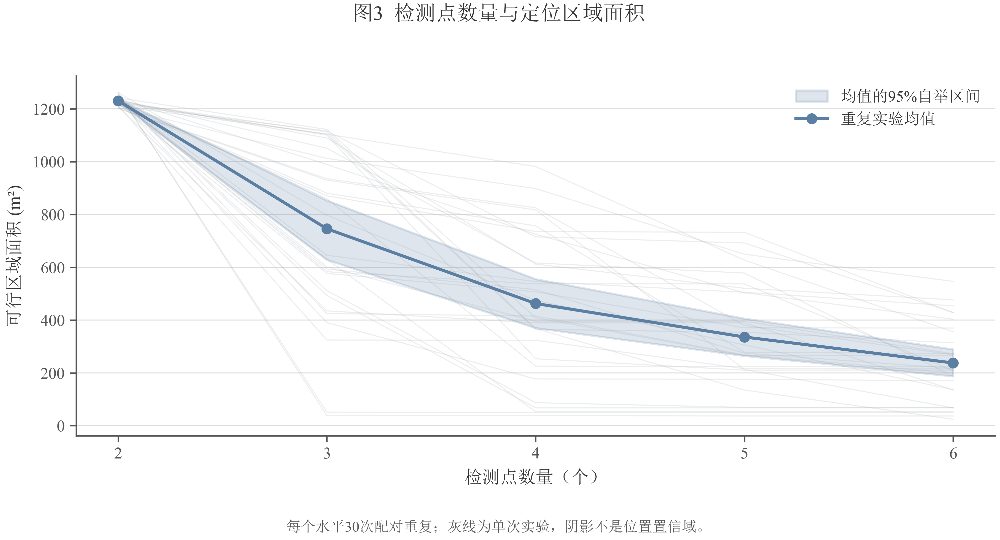 图3 检测点数量与定位区域面积
均值的95%自举区间
重复实验均值
可行区域面积 (m²)
1200
1000
800
600
400
200
0
2 3 4 5 6
检测点数量（个）
每个水平30次配对重复；灰线为单次实验，阴影不是位置置信域。